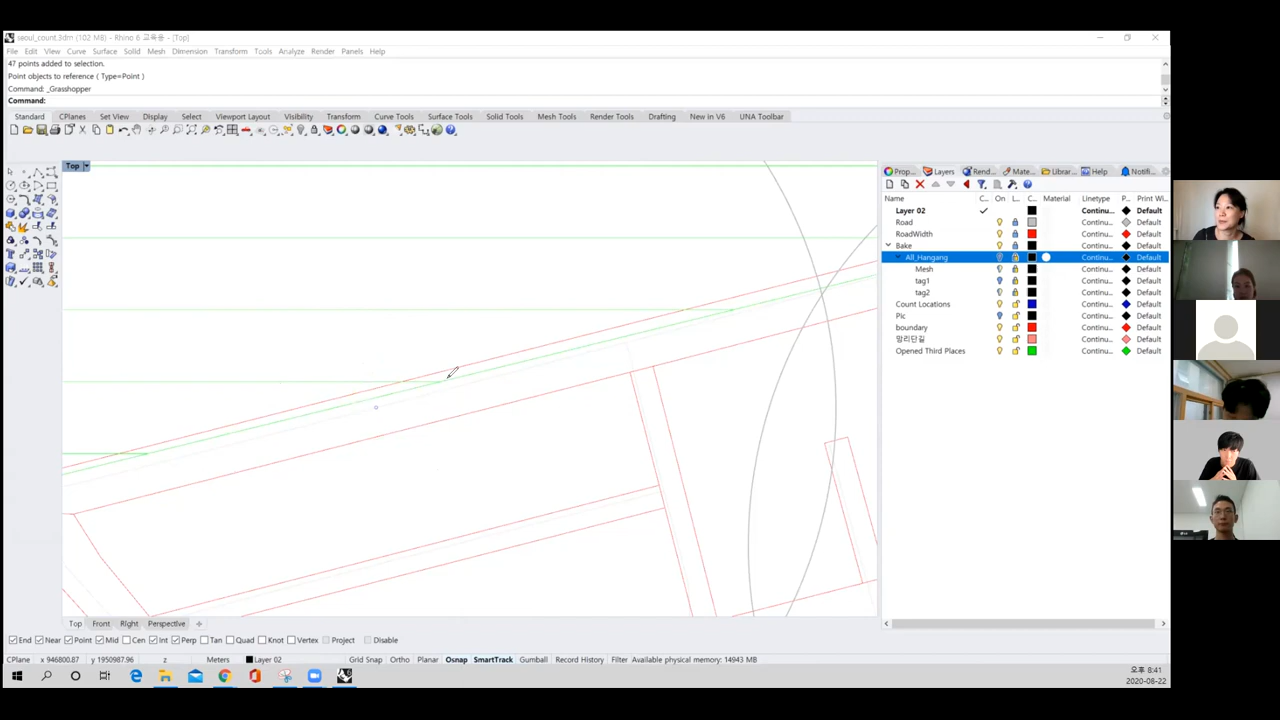 seoul_count.3dm (102 MB) - Rhino 6 교육용 - [Top]
File Edit View Curve Surface Solid Mesh Dimension Transform Tools Analyze Render Panels Help
47 points added to selection.
Point objects to reference ( Type=Point )
Command: _Grasshopper
Command:
Standard CPlanes Set View Display Select Viewport Layout Visibility Transform Curve Tools Surface Tools Solid Tools Mesh Tools Render Tools Drafting New in V6 UNA Toolbar
Top
Prop... Layers Rend... Mate... Librar... Help Notifi...
Name C... On L... C... Material Linetype P... Print Wi...
Layer 02 Continu... Default
Road Continu... Default
RoadWidth Continu... Default
Bake Continu... Default
All_Hangang Continu... Default
Mesh Continu... Default
tag1 Continu... Default
tag2 Continu... Default
Count Locations Continu... Default
Pic Continu... Default
boundary Continu... Default
망리단길 Continu... Default
Opened Third Places Continu... Default
Top Front Right Perspective
End Near Point Mid Cen Int Perp Tan Quad Knot Vertex Project Disable
CPlane x 946800.87 y 1950987.96 z Meters Layer 02 Grid Snap Ortho Planar Osnap SmartTrack Gumball Record History Filter Available physical memory: 14943 MB
오후 8:41
2020-08-22